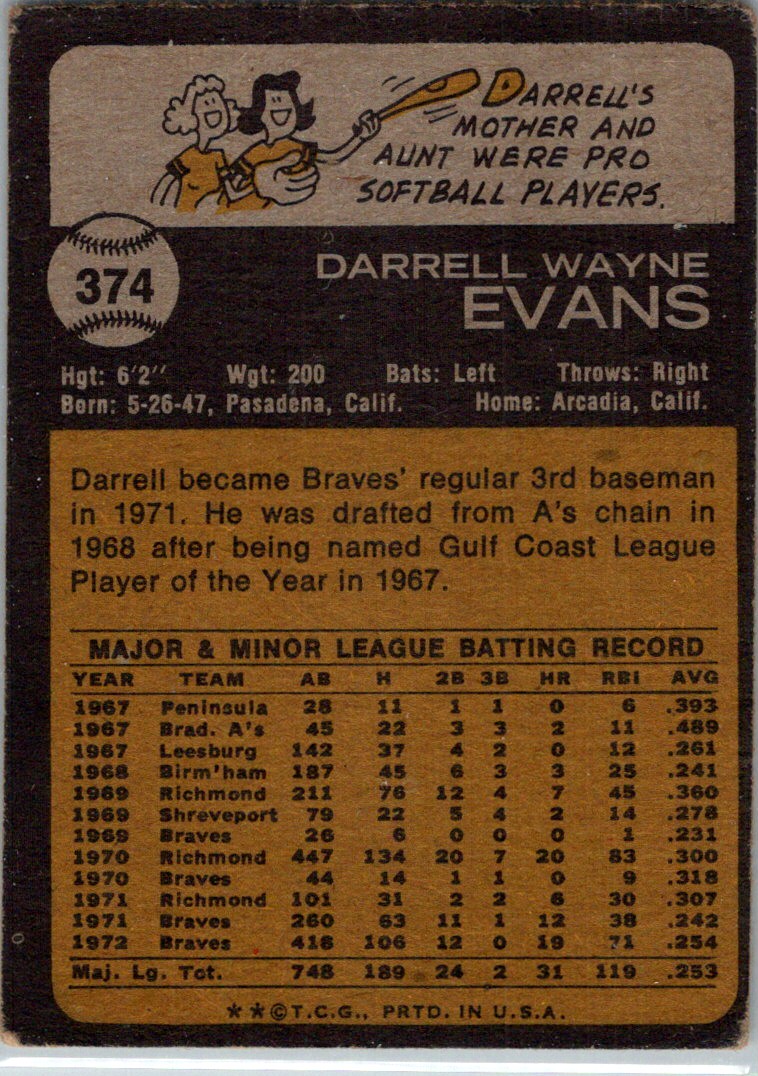 DARRELL'S
MOTHER AND
AUNT WERE PRO
SOFTBALL PLAYERS.
374
DARRELL WAYNE
EVANS
Hgt: 6'2" Wgt: 200 Bats: Left Throws: Right
Born: 5-26-47, Pasadena, Calif. Home: Arcadia, Calif.
Darrell became Braves' regular 3rd baseman
in 1971. He was drafted from A's chain in
1968 after being named Gulf Coast League
Player of the Year in 1967.
MAJOR & MINOR LEAGUE BATTING RECORD
YEAR TEAM AB H 2B 3B HR RBI AVG
1967 Peninsula 28 11 1 1 0 6 .393
1967 Brad. A's 45 22 3 3 2 11 .489
1967 Leesburg 142 37 4 2 0 12 .261
1968 Birm'ham 187 45 6 3 3 25 .241
1969 Richmond 211 76 12 4 7 45 .360
1969 Shreveport 79 22 5 4 2 14 .278
1969 Braves 26 6 0 0 0 1 .231
1970 Richmond 447 134 20 7 20 83 .300
1970 Braves 44 14 1 1 0 9 .318
1971 Richmond 101 31 2 2 6 30 .307
1971 Braves 260 63 11 1 12 38 .242
1972 Braves 418 106 12 0 19 71 .254
Maj. Lg. Tot. 748 189 24 2 31 119 .253
★★©T.C.G., PRTD. IN U.S.A.